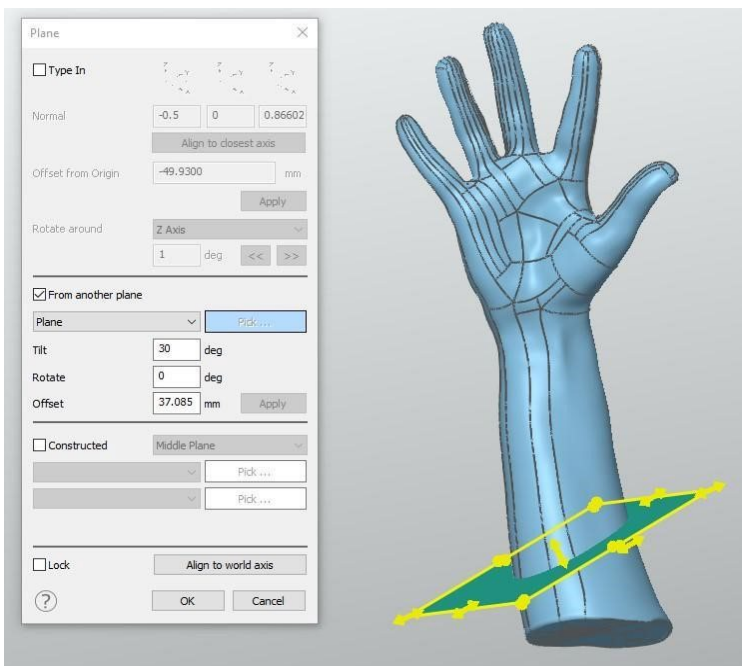 Plane
Type In
Normal -0.5 0 0.86602
Align to closest axis
Offset from Origin -49.9300 mm
Apply
Rotate around Z Axis
1 deg << >>
From another plane
Plane Pick ...
Tilt 30 deg
Rotate 0 deg
Offset 37.085 mm Apply
Constructed Middle Plane
Pick ...
Pick ...
Lock Align to world axis
? OK Cancel